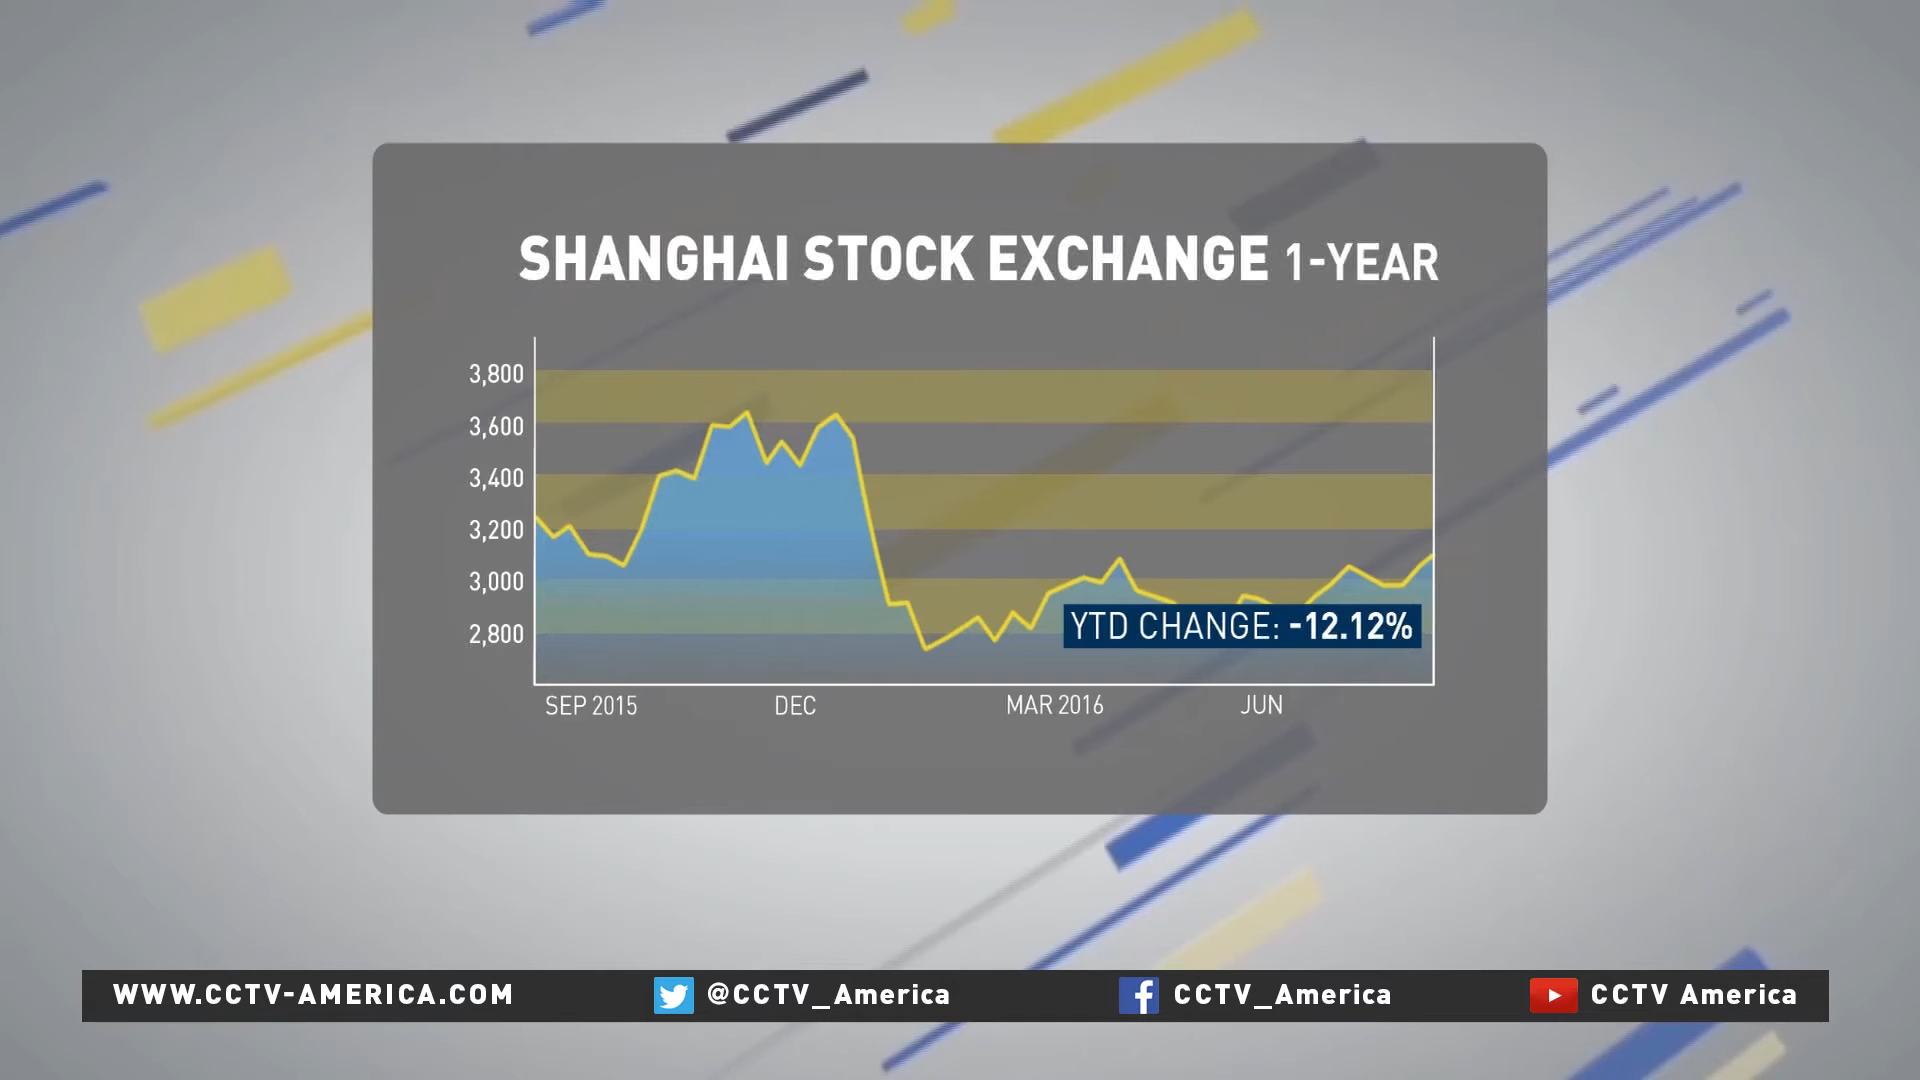 SHANGHAI STOCK EXCHANGE 1-YEAR
3,800
3,600
3,400
3,200
3,000
2,800
YTD CHANGE: -12.12%
SEP 2015 DEC MAR 2016 JUN
WWW.CCTV-AMERICA.COM @CCTV_America CCTV_America CCTV America